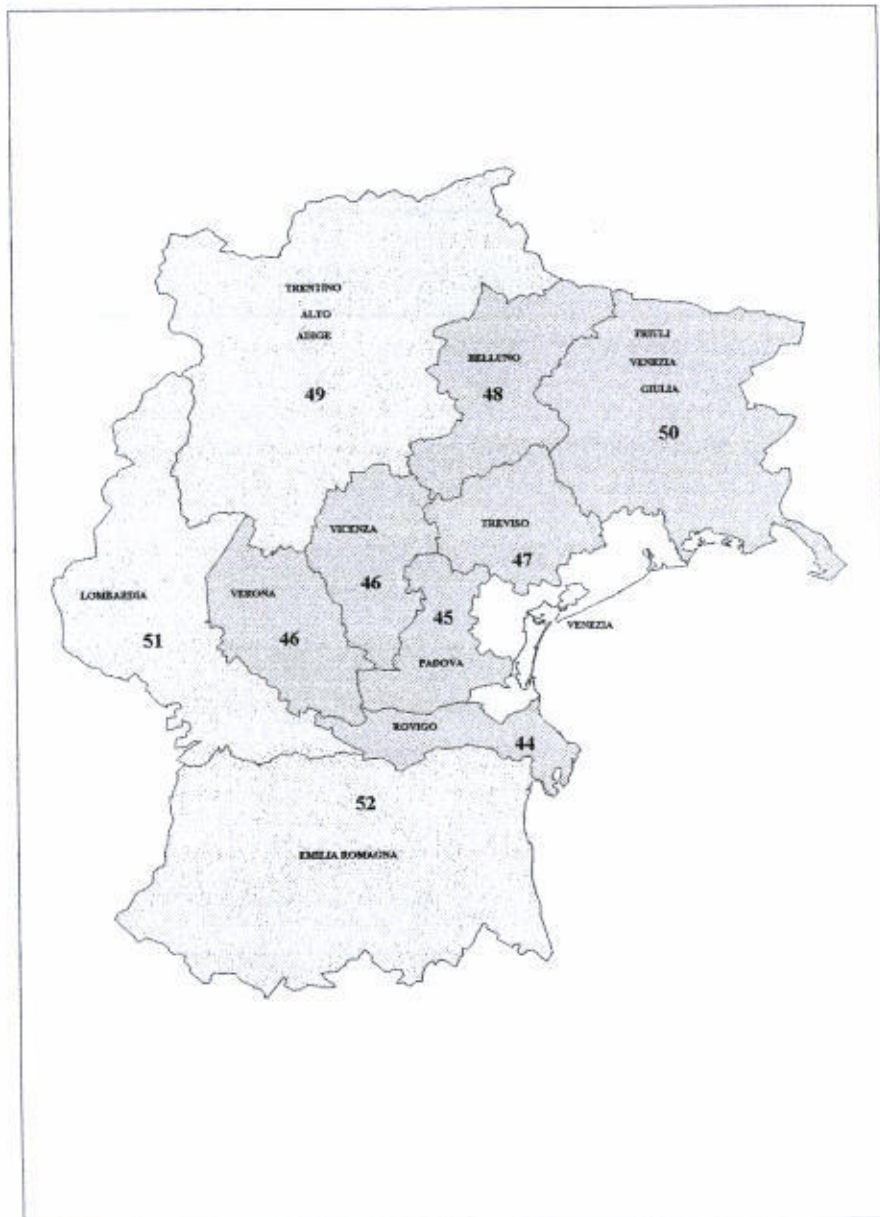 TRENTINO
ALTO
ADIGE
49
BELLUNO
48
FRIULI
VENEZIA
GIULIA
50
VICENZA
46
TREVISO
47
LOMBARDIA
51
VERONA
46
45
PADOVA
VENEZIA
ROVIGO
44
52
EMILIA ROMAGNA